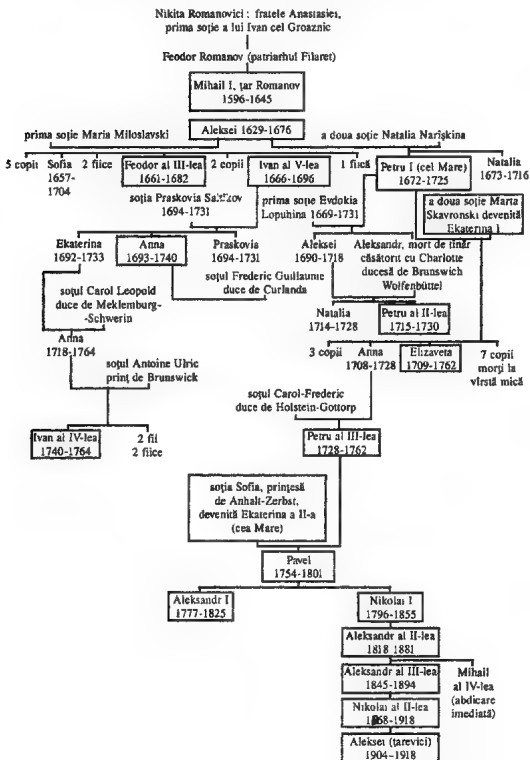 Nikita Romanovici : fratele Anastasiei,
prima soție a lui Ivan cel Groaznic
Feodor Romanov (patriarhul Filaret)
Mihail I, țar Romanov
1596-1645
prima soție Maria Miloslavski
Aleksei 1629-1676
a doua soție Natalia Narîșkina
5 copii
Sofia
1657-
1704
2 fiice
Feodor al III-lea
1661-1682
2 copii
Ivan al V-lea
1666-1696
1 fiică
Petru I (cel Mare)
1672-1725
Natalia
1673-1716
soția Praskovia Saltîkov
1694-1731
prima soție Evdokia
Lopuhina 1669-1731
a doua soție Marta
Skavronski devenită
Ekaterina I
Ekaterina
1692-1733
Anna
1693-1740
Praskovia
1694-1731
Aleksei
1690-1718
Aleksandr, mort de tînăr
căsătorit cu Charlotte
ducesă de Brunswich
Wolfenbüttel
soțul Carol Leopold
duce de Meklemburg-
-Schwerin
soțul Frederic Guillaume
duce de Curlanda
Natalia
1714-1728
Petru al II-lea
1715-1730
Anna
1718-1764
3 copii
Anna
1708-1728
Elizaveta
1709-1762
7 copii
morți la
vîrstă mică
soțul Antoine Ulric
prinț de Brunswick
soțul Carol-Frederic
duce de Holstein-Gottorp
Ivan al IV-lea
1740-1764
2 fii
2 fiice
Petru al III-lea
1728-1762
soția Sofia, prințesă
de Anhalt-Zerbst,
devenită Ekaterina a II-a
(cea Mare)
Pavel
1754-1801
Aleksandr I
1777-1825
Nikolai I
1796-1855
Aleksandr al II-lea
1818 1881
Aleksandr al III-lea
1845-1894
Mihail
al IV-lea
(abdicare
imediată)
Nikolai al II-lea
1868-1918
Aleksei (țarevici)
1904-1918